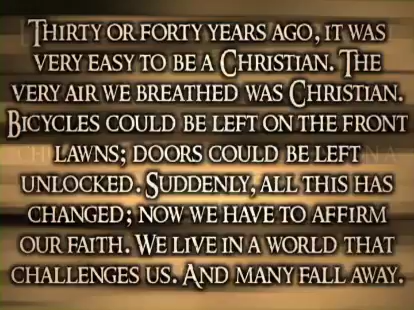 THIRTY OR FORTY YEARS AGO, IT WAS
VERY EASY TO BE A CHRISTIAN. THE
VERY AIR WE BREATHED WAS CHRISTIAN.
BICYCLES COULD BE LEFT ON THE FRONT
LAWNS; DOORS COULD BE LEFT
UNLOCKED. SUDDENLY, ALL THIS HAS
CHANGED; NOW WE HAVE TO AFFIRM
OUR FAITH. WE LIVE IN A WORLD THAT
CHALLENGES US. AND MANY FALL AWAY.